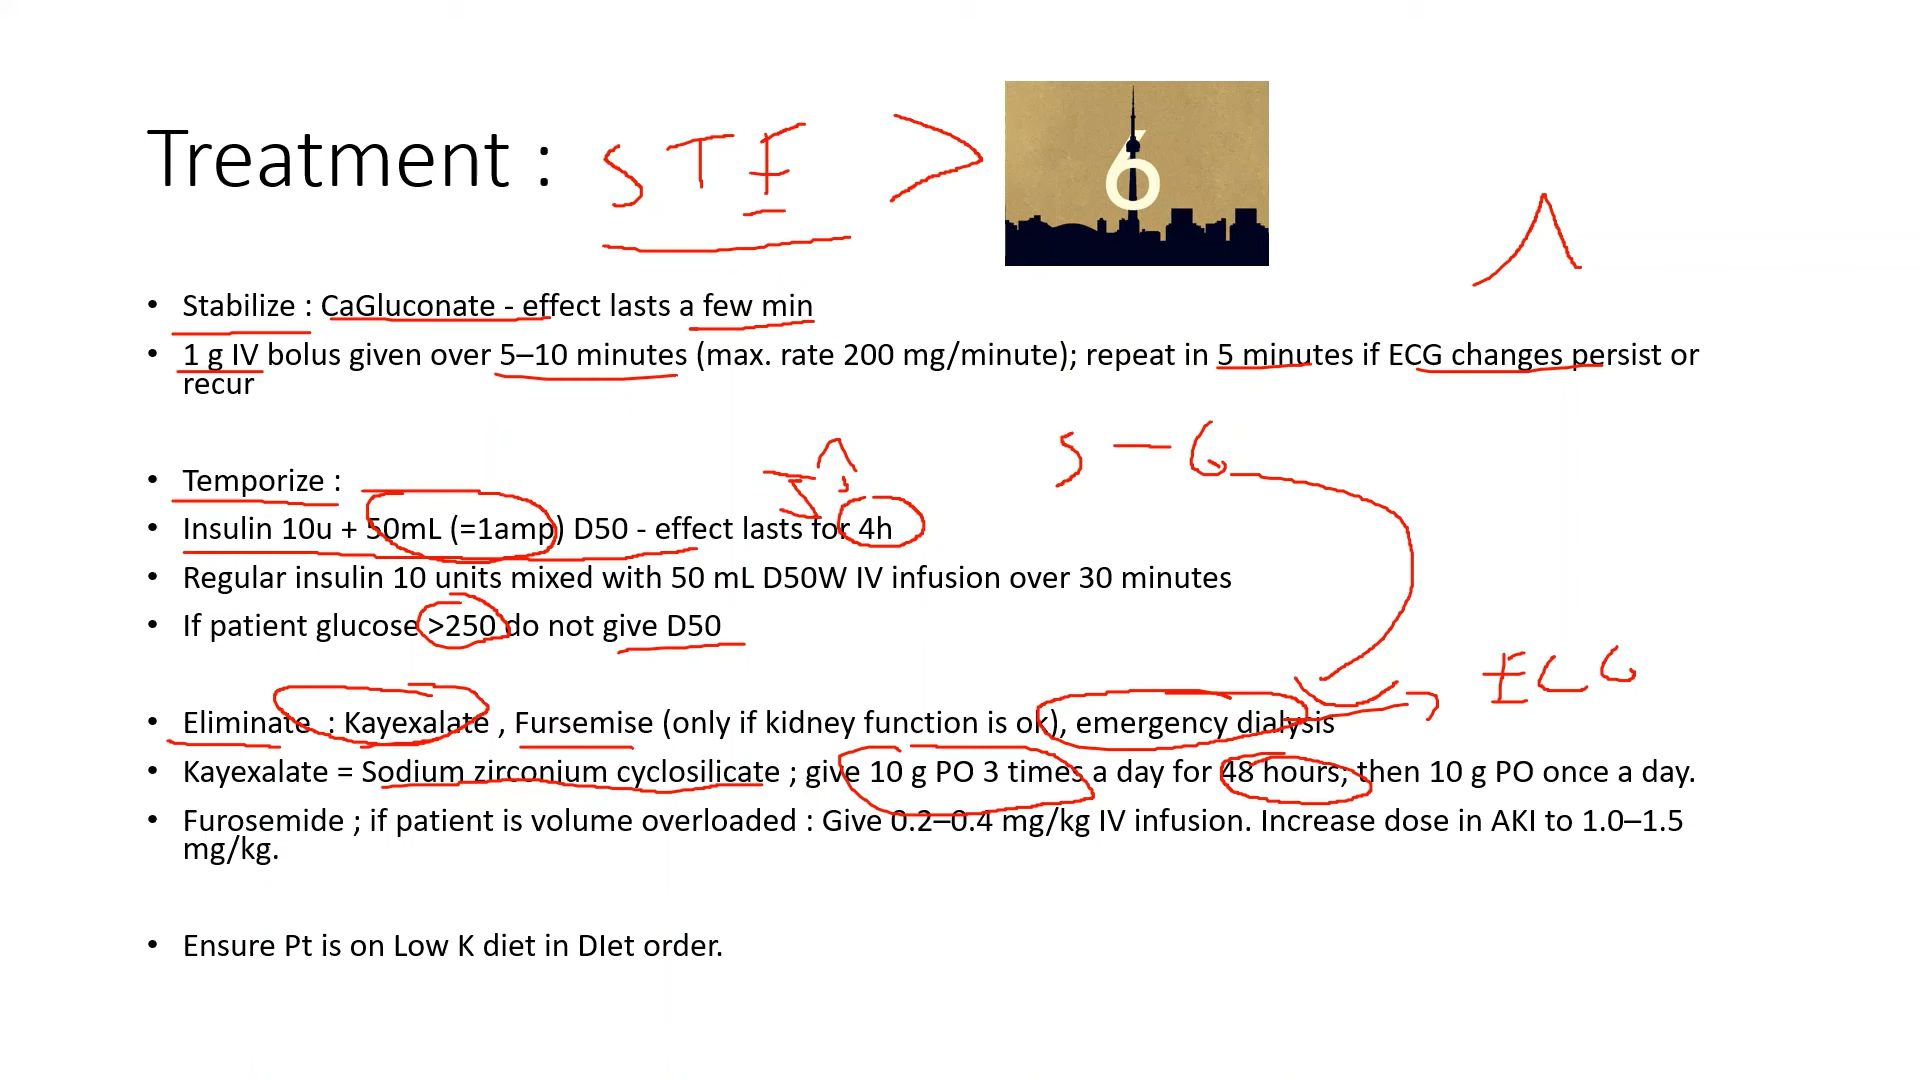 Treatment : STE > 6
• Stabilize : CaGluconate - effect lasts a few min
• 1 g IV bolus given over 5–10 minutes (max. rate 200 mg/minute); repeat in 5 minutes if ECG changes persist or
recur
5 — 6
• Temporize :
• Insulin 10u + 50mL (=1amp) D50 - effect lasts for 4h
• Regular insulin 10 units mixed with 50 mL D50W IV infusion over 30 minutes
• If patient glucose >250 do not give D50
ECG
• Eliminate : Kayexalate , Fursemise (only if kidney function is ok), emergency dialysis
• Kayexalate = Sodium zirconium cyclosilicate ; give 10 g PO 3 times a day for 48 hours; then 10 g PO once a day.
• Furosemide ; if patient is volume overloaded : Give 0.2–0.4 mg/kg IV infusion. Increase dose in AKI to 1.0–1.5
mg/kg.
• Ensure Pt is on Low K diet in DIet order.